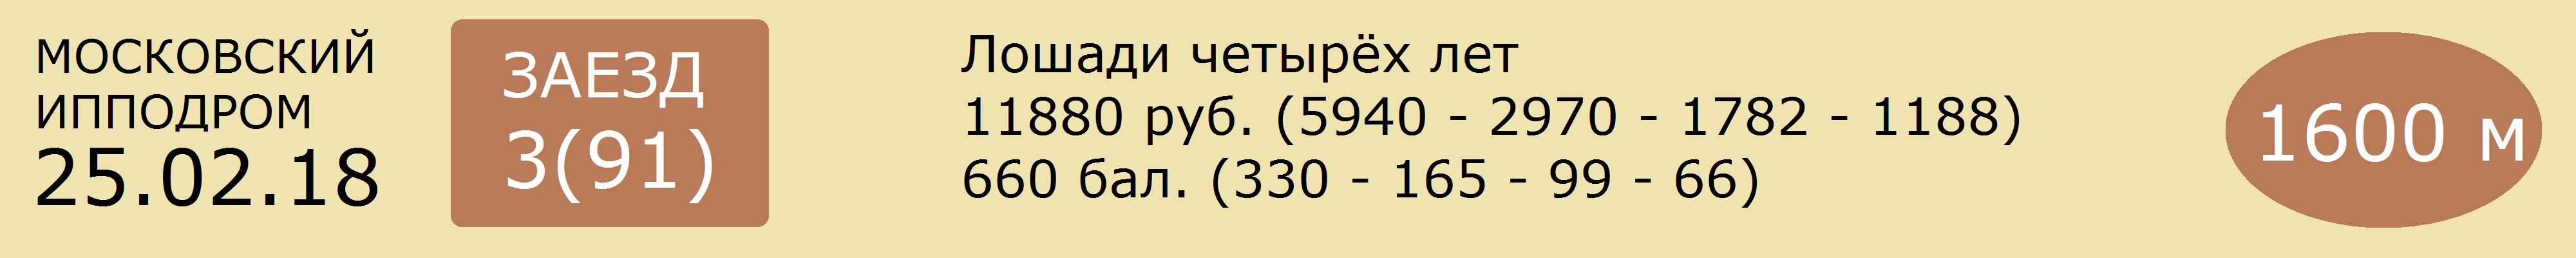 МОСКОВСКИЙ
ИППОДРОМ
25.02.18
ЗАЕЗД
3(91)
Лошади четырёх лет
11880 руб. (5940 - 2970 - 1782 - 1188)
660 бал. (330 - 165 - 99 - 66)
1600 м